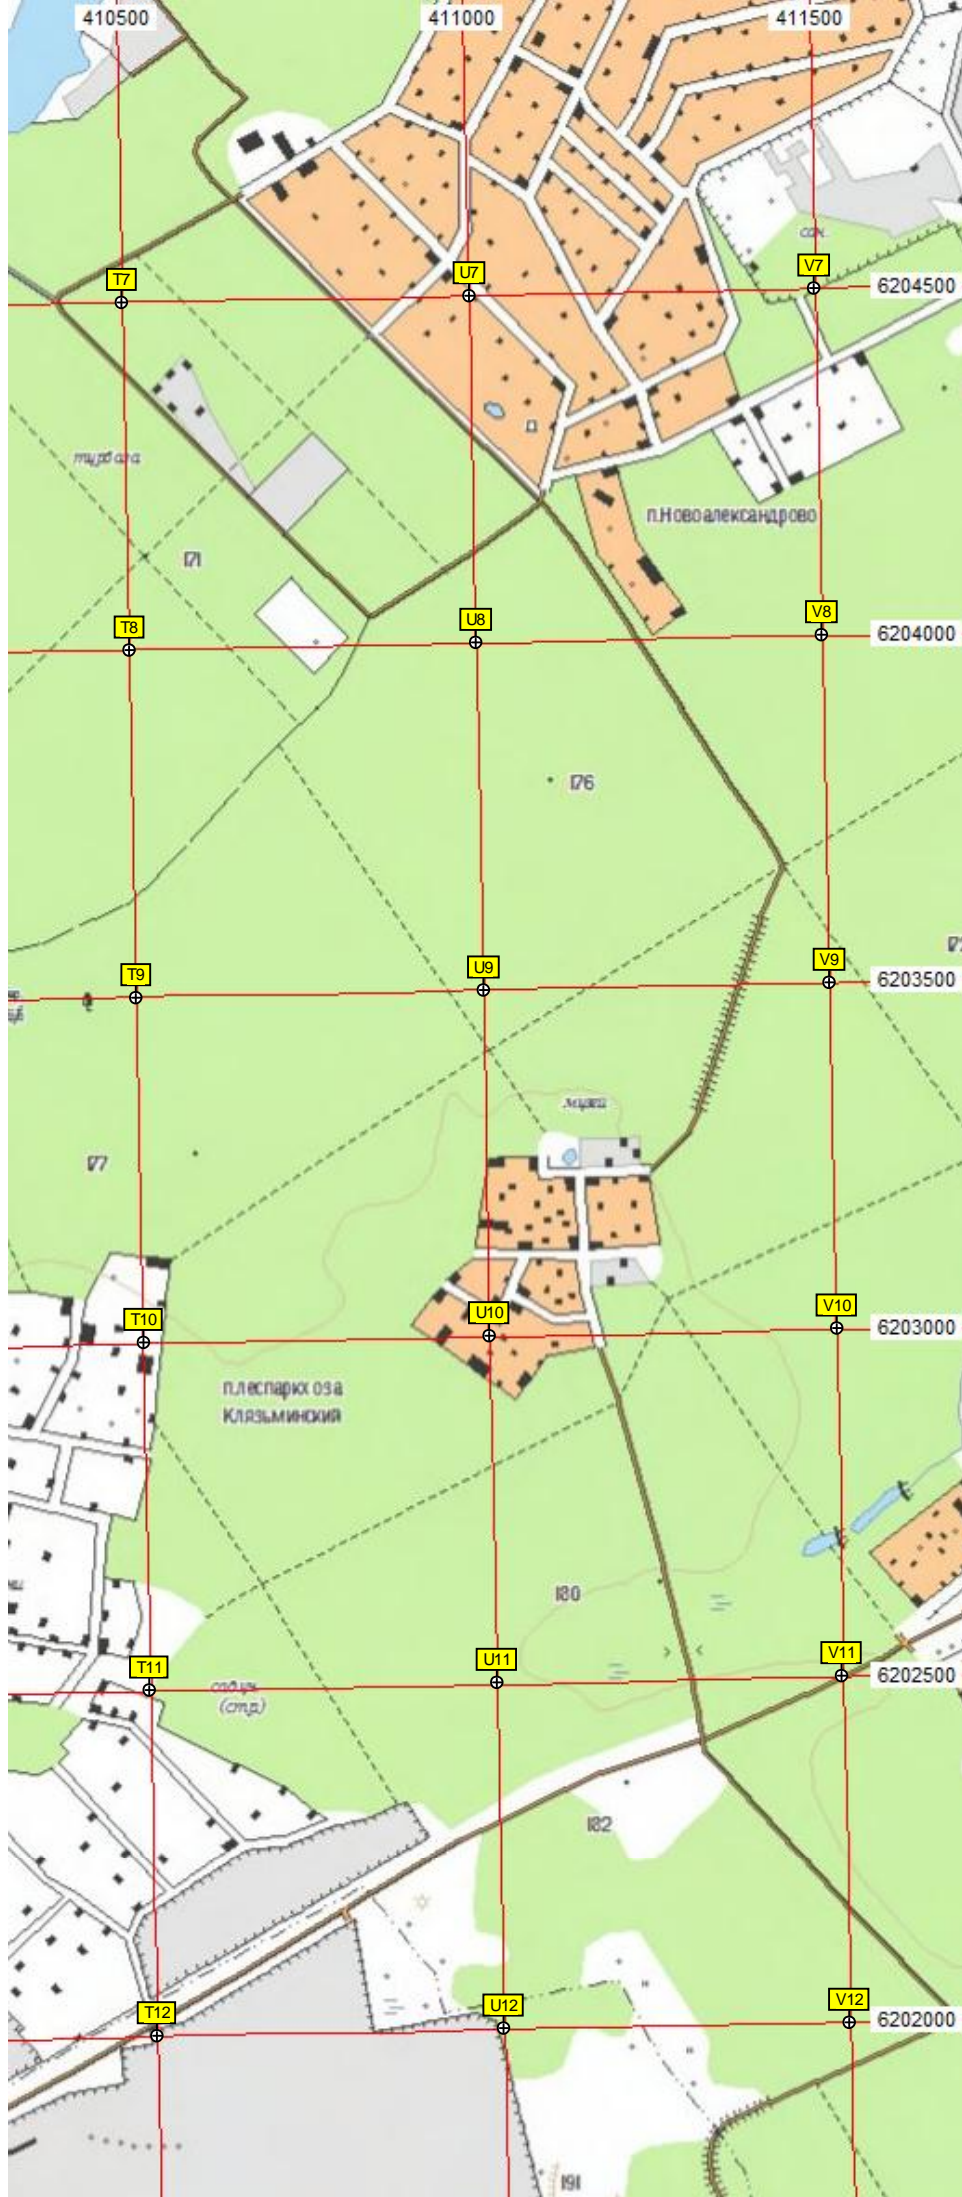 410500 411000 411500
сад.
T7 U7 V7 6204500
турбаза
п.Новоалександрово
171
T8 U8 V8 6204000
176
T9 U9 V9 6203500
177
T10 U10 V10 6203000
п.леспаркхоза
Клязьминский
180
T11 U11 V11 6202500
(стр.)
182
T12 U12 V12 6202000
191